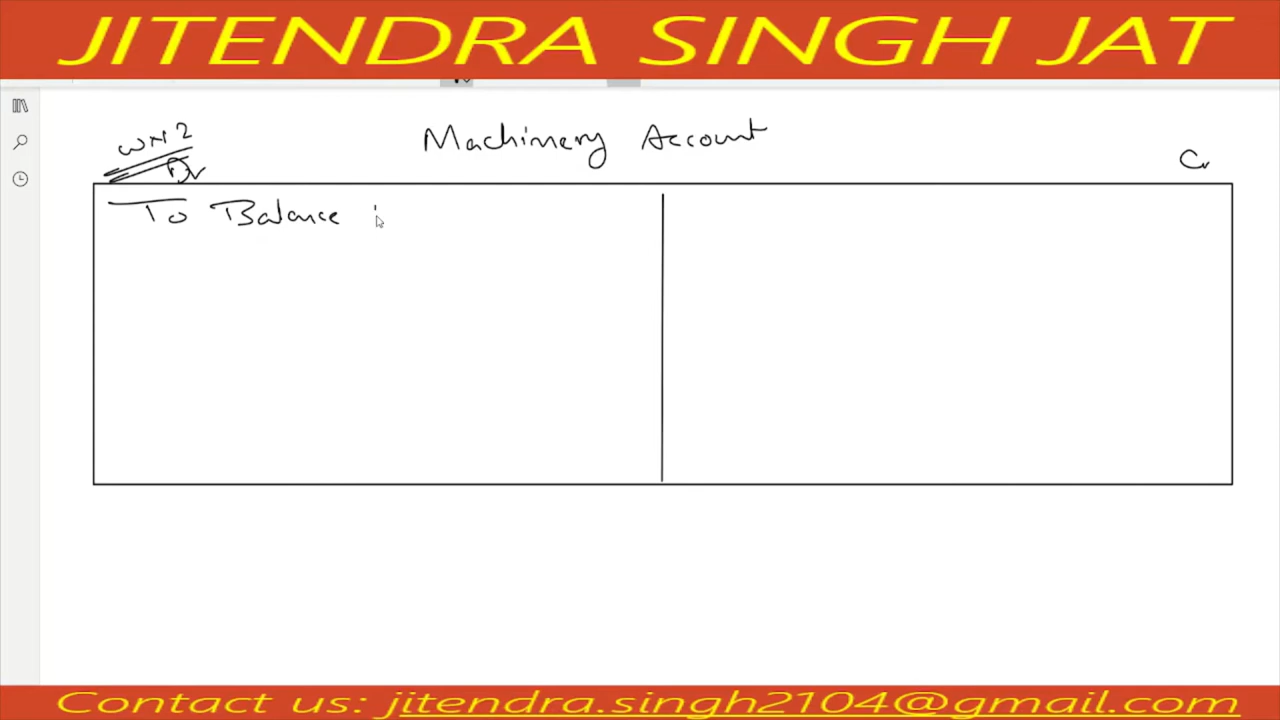 JITENDRA SINGH JAT
WN 2
Machinery Account
Dr
Cr
To Balance
Contact us: jitendra.singh2104@gmail.com